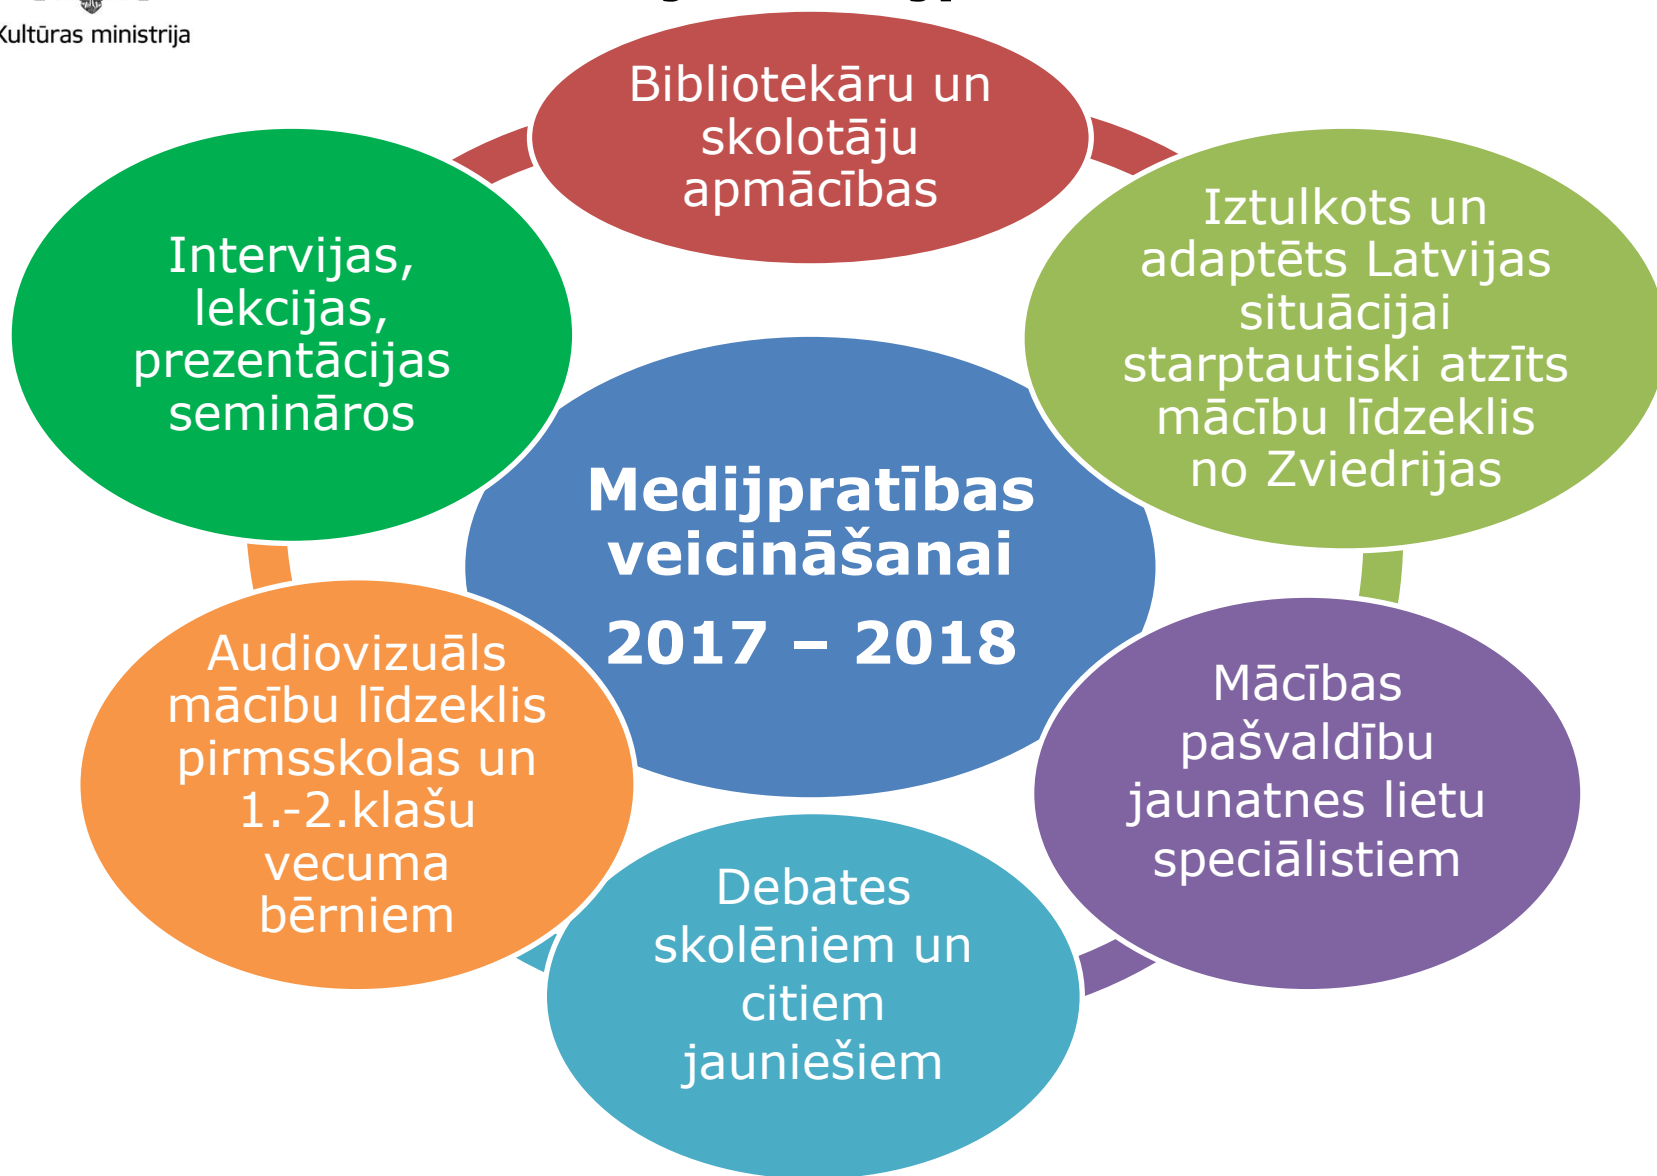 Kultūras ministrija
Bibliotekāru un
skolotāju
apmācības
Iztulkots un
adaptēts Latvijas
situācijai
starptautiski atzīts
mācību līdzeklis
no Zviedrijas
Mācības
pašvaldību
jaunatnes lietu
speciālistiem
Debates
skolēniem un
citiem
jauniešiem
Audiovizuāls
mācību līdzeklis
pirmsskolas un
1.-2.klašu
vecuma
bērniem
Intervijas,
lekcijas,
prezentācijas
semināros
Medijpratības
veicināšanai
2017 – 2018